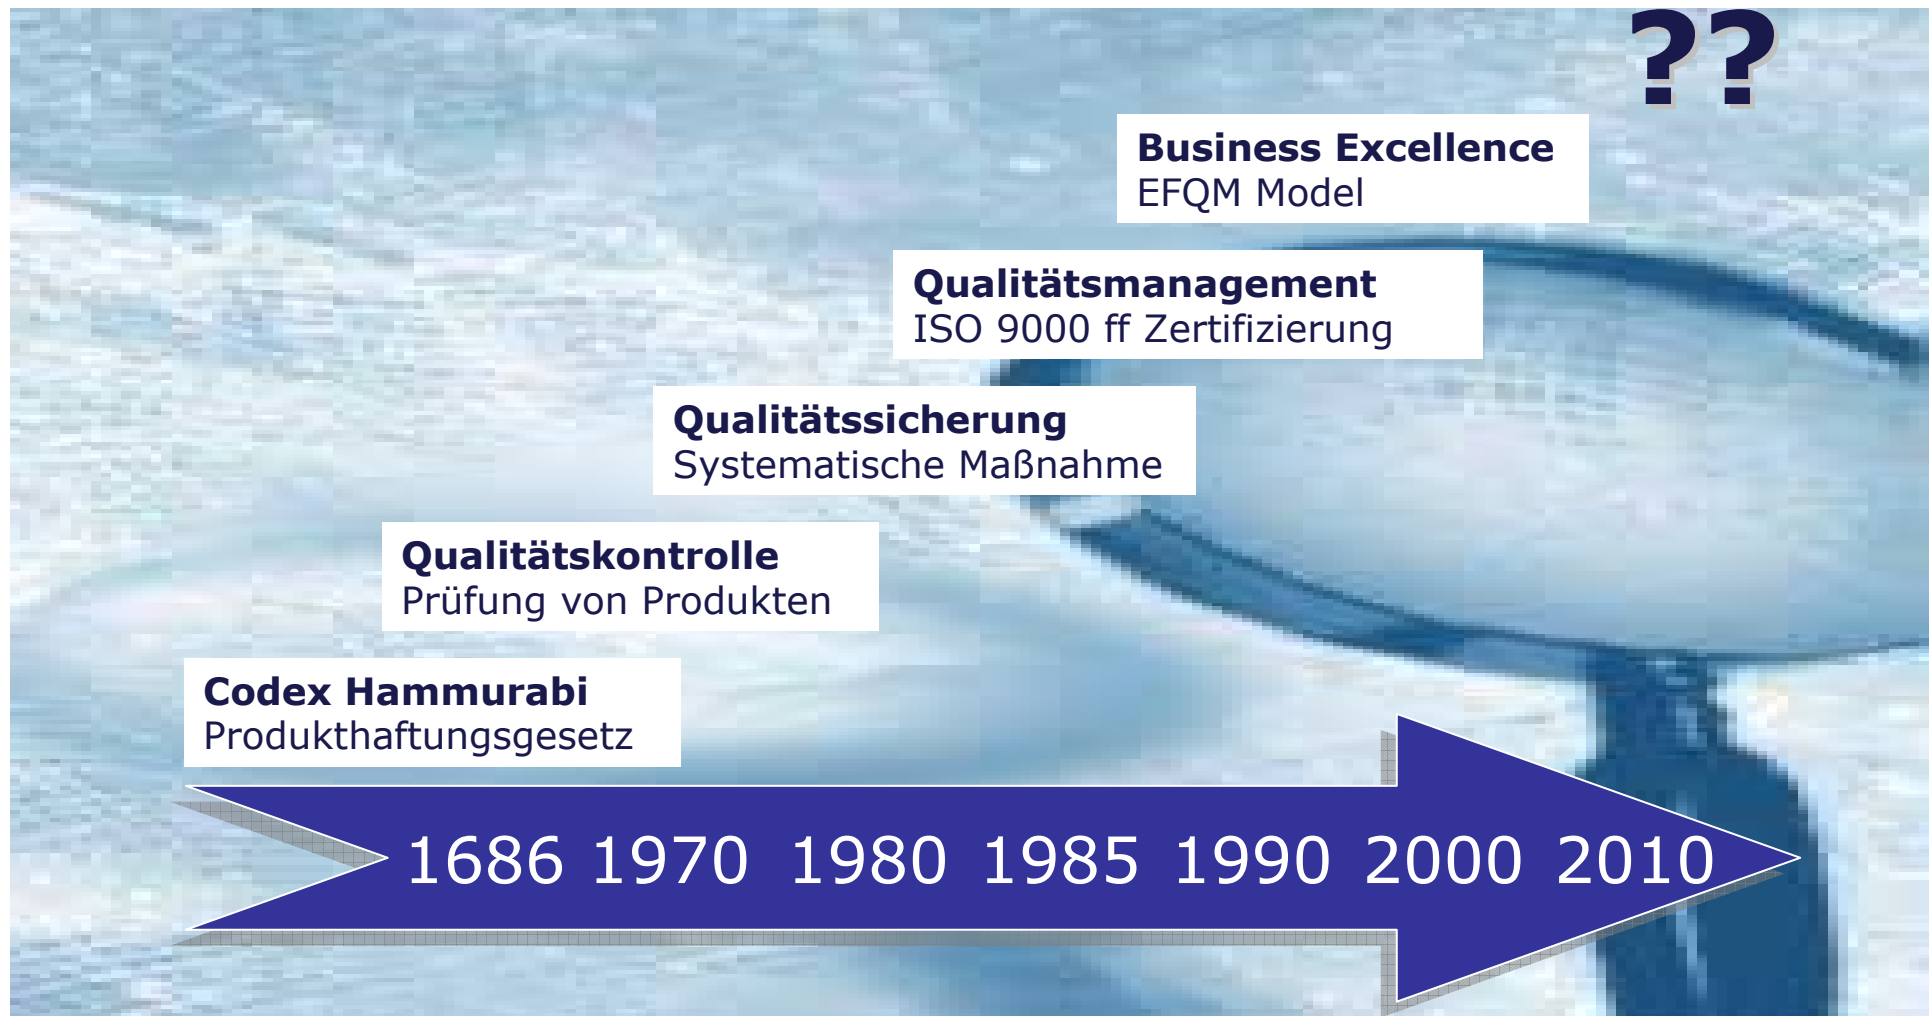 ??
Business Excellence
EFQM Model
Qualitätsmanagement
ISO 9000 ff Zertifizierung
Qualitätssicherung
Systematische Maßnahme
Qualitätskontrolle
Prüfung von Produkten
Codex Hammurabi
Produkthaftungsgesetz
1686 1970 1980 1985 1990 2000 2010